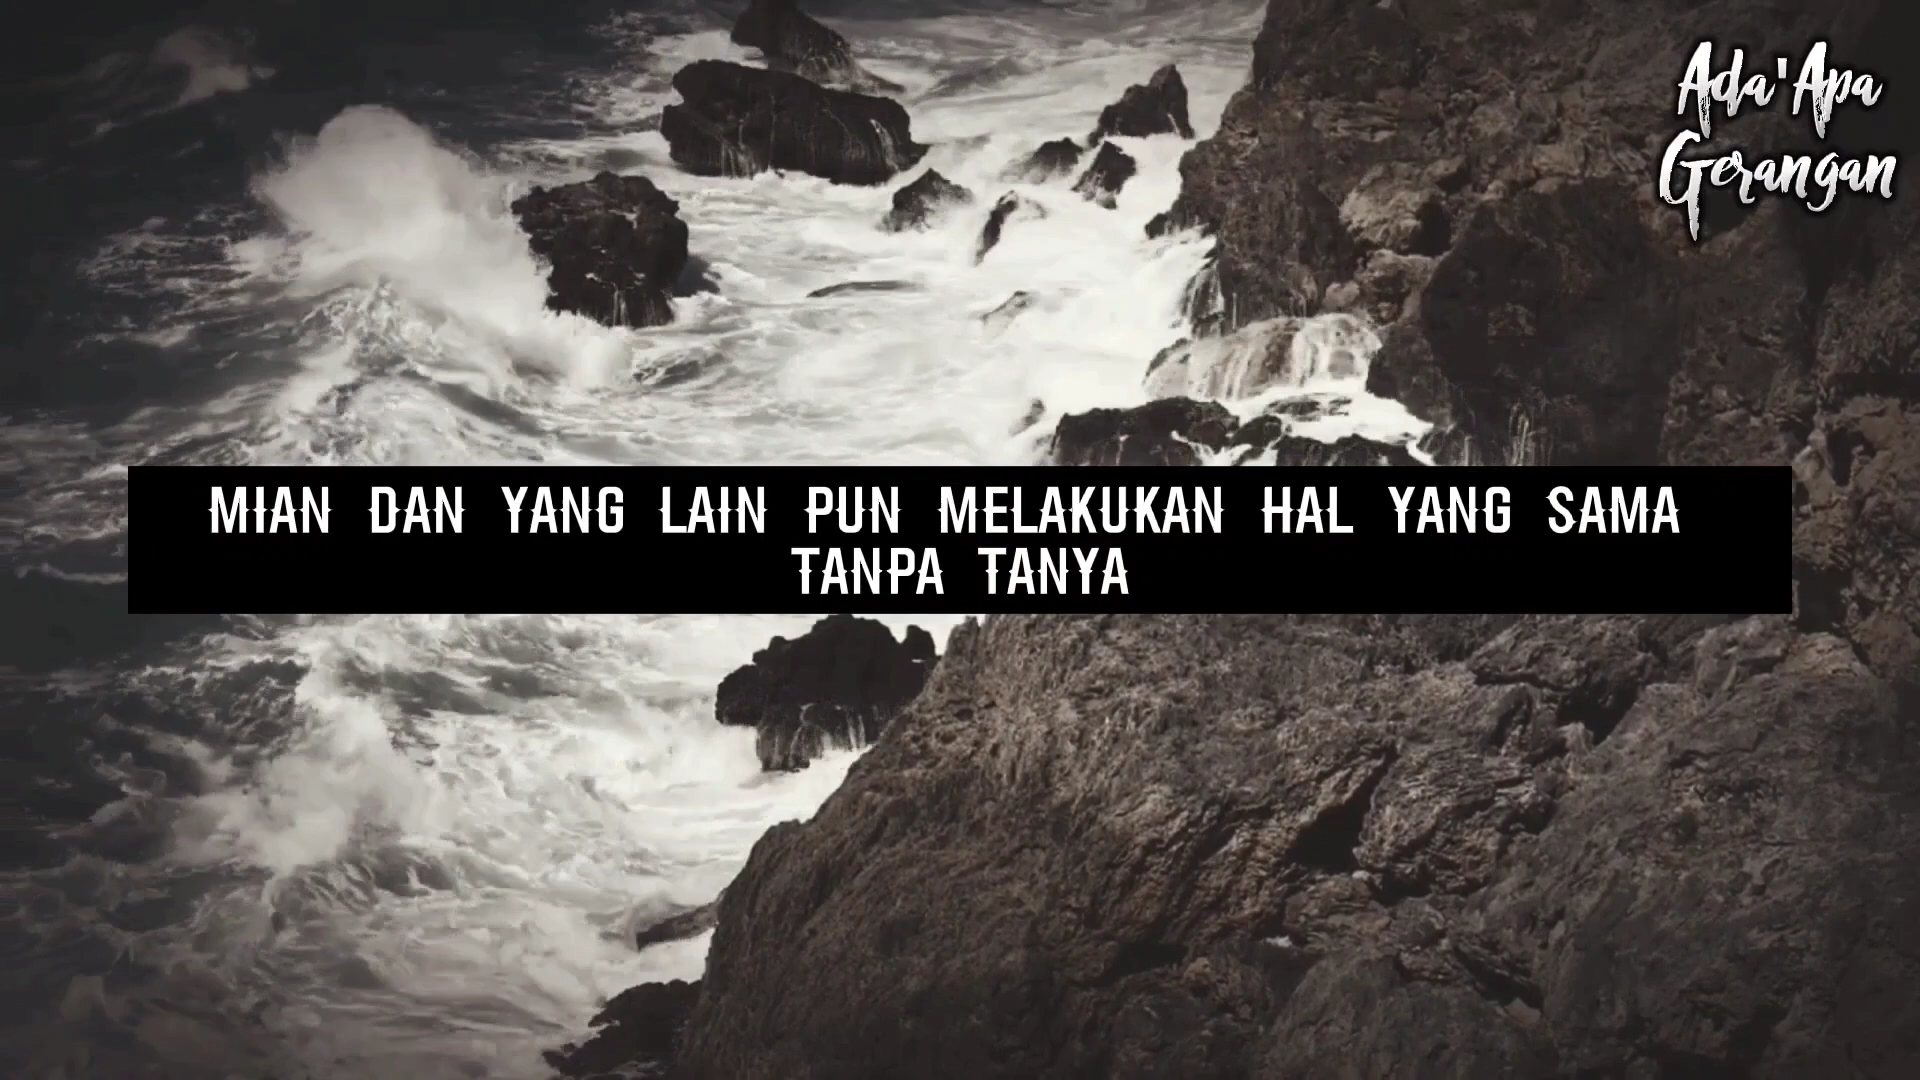 Ada'Apa
Gerangan
MIAN DAN YANG LAIN PUN MELAKUKAN HAL YANG SAMA
TANPA TANYA